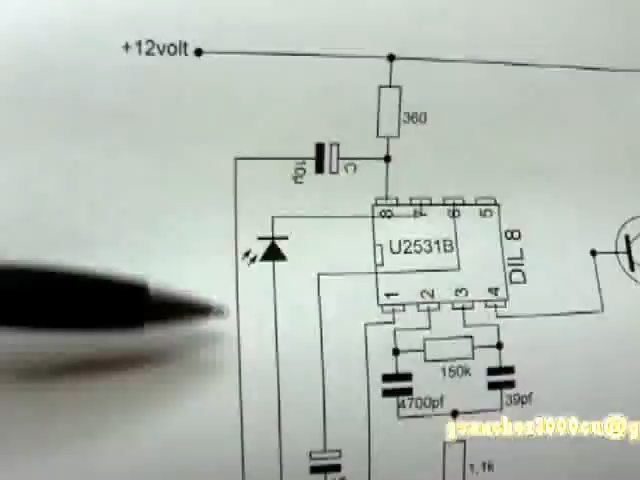 +12volt
360
10µ
C
8 7 6 5
U2531B
DIL 8
1 2 3 4
150k
4700pf
39pf
1,1k